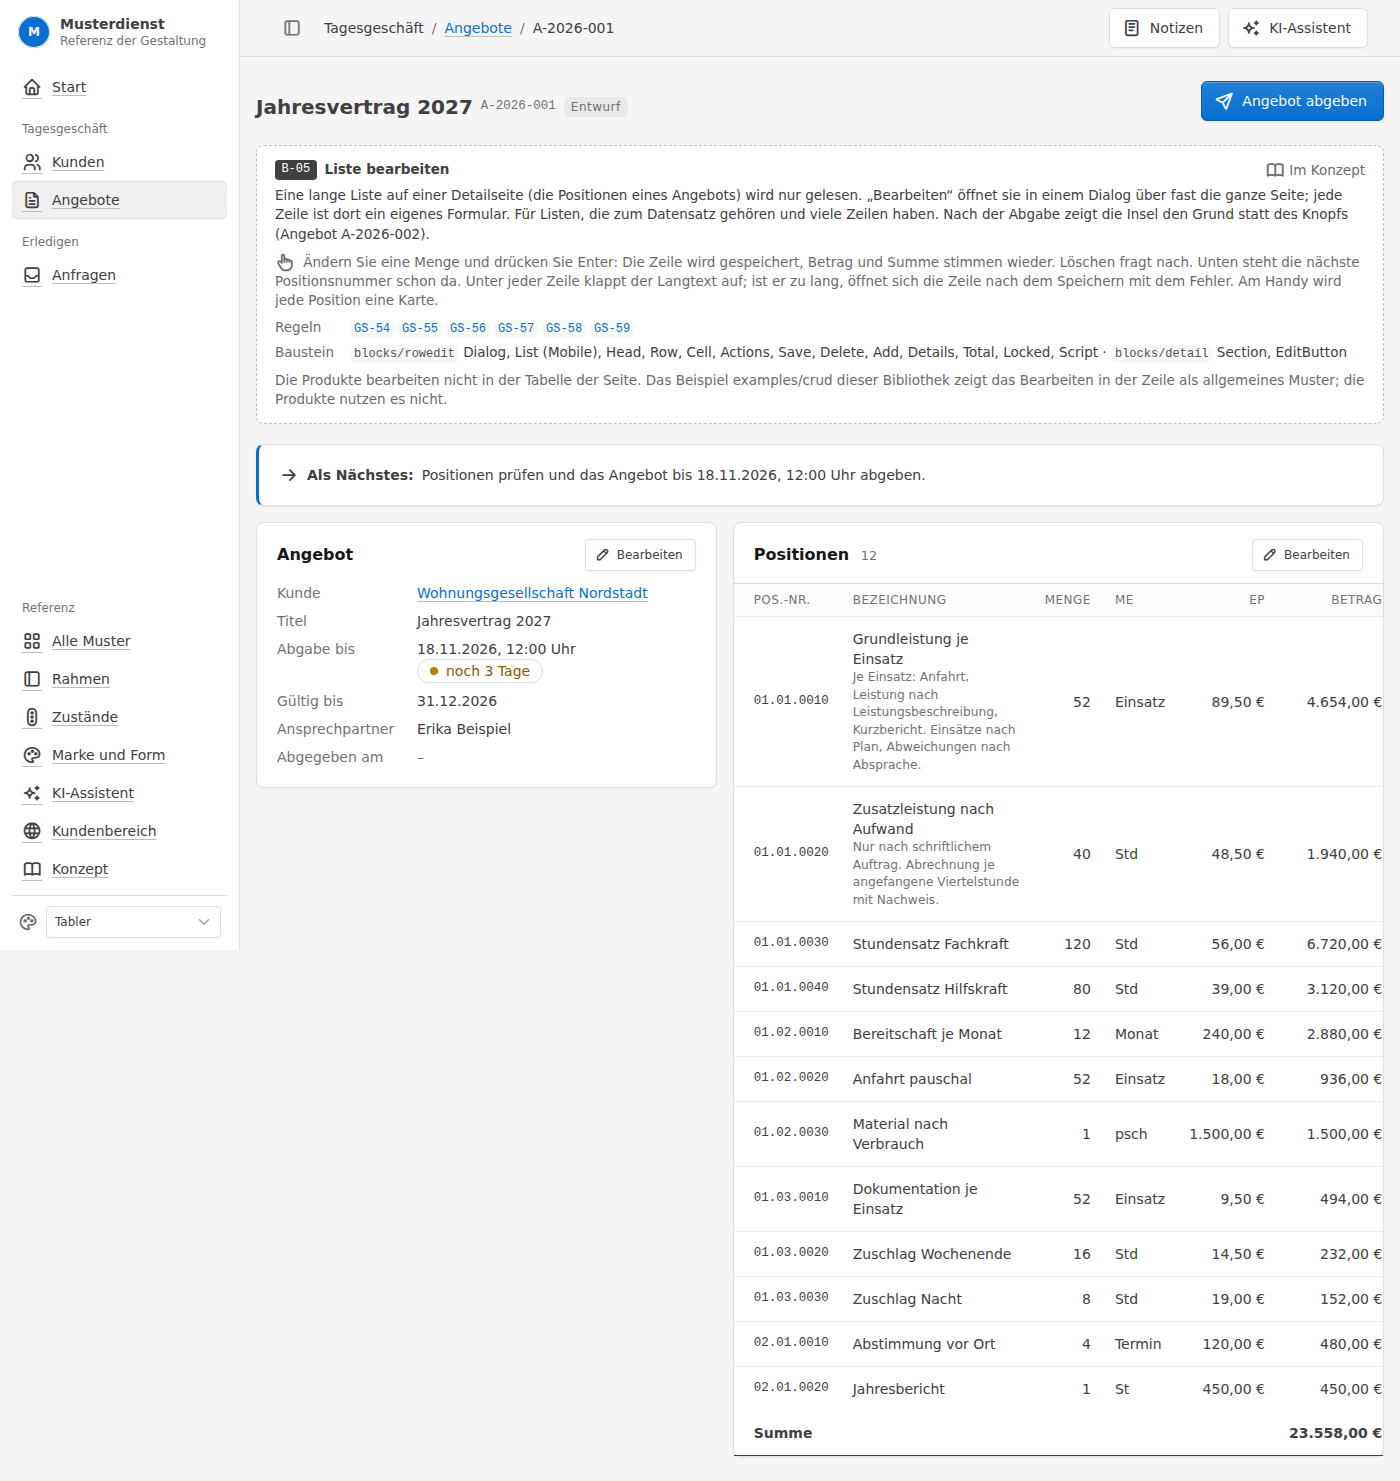 M
Musterdienst
Referenz der Gestaltung
Start
Tagesgeschäft
Kunden
Angebote
Erledigen
Anfragen
Referenz
Alle Muster
Rahmen
Zustände
Marke und Form
KI-Assistent
Kundenbereich
Konzept
Tabler
Tagesgeschäft / Angebote / A-2026-001
Notizen
KI-Assistent
Jahresvertrag 2027 A-2026-001 Entwurf
Angebot abgeben
B-05 Liste bearbeiten
Im Konzept
Eine lange Liste auf einer Detailseite (die Positionen eines Angebots) wird nur gelesen. „Bearbeiten“ öffnet sie in einem Dialog über fast die ganze Seite; jede
Zeile ist dort ein eigenes Formular. Für Listen, die zum Datensatz gehören und viele Zeilen haben. Nach der Abgabe zeigt die Insel den Grund statt des Knopfs
(Angebot A-2026-002).
Ändern Sie eine Menge und drücken Sie Enter: Die Zeile wird gespeichert, Betrag und Summe stimmen wieder. Löschen fragt nach. Unten steht die nächste
Positionsnummer schon da. Unter jeder Zeile klappt der Langtext auf; ist er zu lang, öffnet sich die Zeile nach dem Speichern mit dem Fehler. Am Handy wird
jede Position eine Karte.
Regeln GS-54 GS-55 GS-56 GS-57 GS-58 GS-59
Baustein blocks/rowedit Dialog, List (Mobile), Head, Row, Cell, Actions, Save, Delete, Add, Details, Total, Locked, Script · blocks/detail Section, EditButton
Die Produkte bearbeiten nicht in der Tabelle der Seite. Das Beispiel examples/crud dieser Bibliothek zeigt das Bearbeiten in der Zeile als allgemeines Muster; die
Produkte nutzen es nicht.
Als Nächstes: Positionen prüfen und das Angebot bis 18.11.2026, 12:00 Uhr abgeben.
Angebot
Bearbeiten
Kunde Wohnungsgesellschaft Nordstadt
Titel Jahresvertrag 2027
Abgabe bis 18.11.2026, 12:00 Uhr
noch 3 Tage
Gültig bis 31.12.2026
Ansprechpartner Erika Beispiel
Abgegeben am –
Positionen 12
Bearbeiten
POS.-NR. BEZEICHNUNG MENGE ME EP BETRAG
Grundleistung je
Einsatz
Je Einsatz: Anfahrt,
Leistung nach
Leistungsbeschreibung,
Kurzbericht. Einsätze nach
Plan, Abweichungen nach
Absprache.
01.01.0010 52 Einsatz 89,50 € 4.654,00 €
Zusatzleistung nach
Aufwand
Nur nach schriftlichem
Auftrag. Abrechnung je
angefangene Viertelstunde
mit Nachweis.
01.01.0020 40 Std 48,50 € 1.940,00 €
01.01.0030 Stundensatz Fachkraft 120 Std 56,00 € 6.720,00 €
01.01.0040 Stundensatz Hilfskraft 80 Std 39,00 € 3.120,00 €
01.02.0010 Bereitschaft je Monat 12 Monat 240,00 € 2.880,00 €
01.02.0020 Anfahrt pauschal 52 Einsatz 18,00 € 936,00 €
Material nach
Verbrauch
01.02.0030 1 psch 1.500,00 € 1.500,00 €
Dokumentation je
Einsatz
01.03.0010 52 Einsatz 9,50 € 494,00 €
01.03.0020 Zuschlag Wochenende 16 Std 14,50 € 232,00 €
01.03.0030 Zuschlag Nacht 8 Std 19,00 € 152,00 €
02.01.0010 Abstimmung vor Ort 4 Termin 120,00 € 480,00 €
02.01.0020 Jahresbericht 1 St 450,00 € 450,00 €
Summe 23.558,00 €